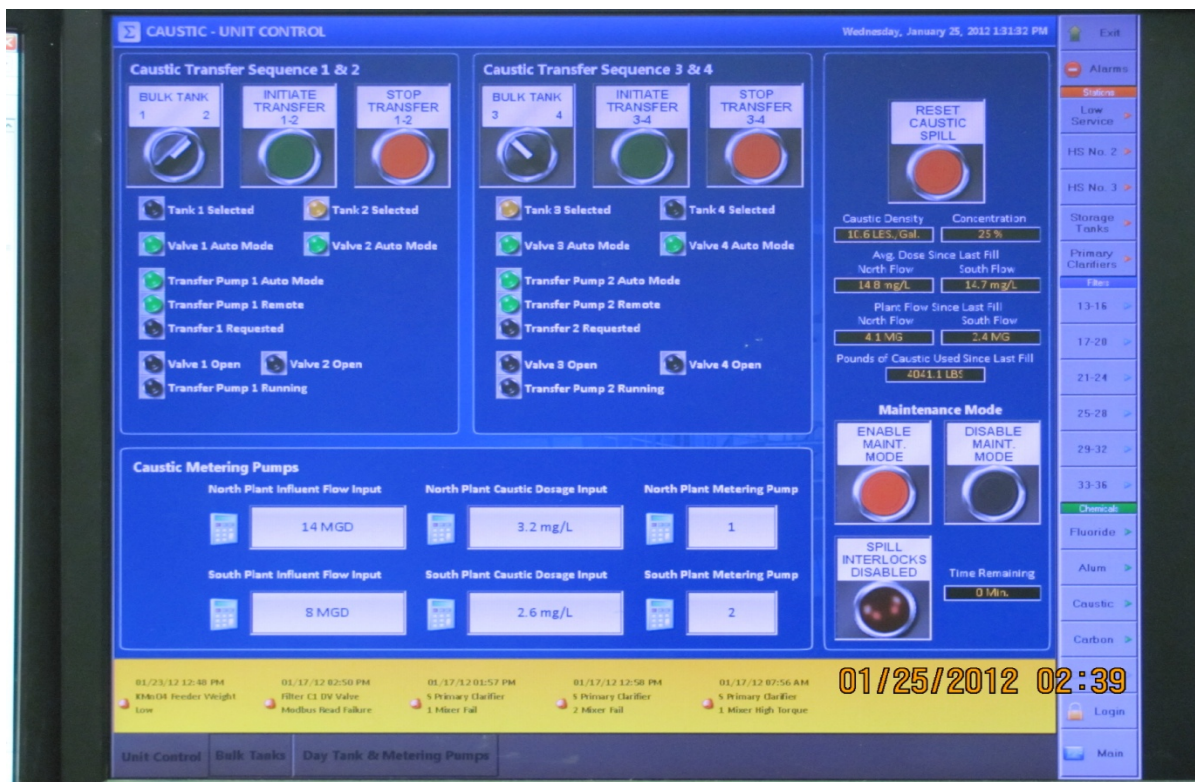 Σ CAUSTIC - UNIT CONTROL
Wednesday, January 25, 2012 1:31:32 PM
Caustic Transfer Sequence 1 & 2
BULK TANK
1 2
INITIATE
TRANSFER
1-2
STOP
TRANSFER
1-2
Tank 1 Selected
Tank 2 Selected
Valve 1 Auto Mode
Valve 2 Auto Mode
Transfer Pump 1 Auto Mode
Transfer Pump 1 Remote
Transfer 1 Requested
Valve 1 Open
Valve 2 Open
Transfer Pump 1 Running
Caustic Transfer Sequence 3 & 4
BULK TANK
3 4
INITIATE
TRANSFER
3-4
STOP
TRANSFER
3-4
Tank 3 Selected
Tank 4 Selected
Valve 3 Auto Mode
Valve 4 Auto Mode
Transfer Pump 2 Auto Mode
Transfer Pump 2 Remote
Transfer 2 Requested
Valve 3 Open
Valve 4 Open
Transfer Pump 2 Running
RESET
CAUSTIC
SPILL
Caustic Density
Concentration
10.6 LBS./Gal.
25 %
Avg. Dose Since Last Fill
North Flow
South Flow
14.8 mg/L
14.7 mg/L
Plant Flow Since Last Fill
North Flow
South Flow
4.1 MG
2.4 MG
Pounds of Caustic Used Since Last Fill
4041.1 LBS
Maintenance Mode
ENABLE
MAINT.
MODE
DISABLE
MAINT.
MODE
SPILL
INTERLOCKS
DISABLED
Time Remaining
0 Min.
Caustic Metering Pumps
North Plant Influent Flow Input
North Plant Caustic Dosage Input
North Plant Metering Pump
14 MGD
3.2 mg/L
1
South Plant Influent Flow Input
South Plant Caustic Dosage Input
South Plant Metering Pump
8 MGD
2.6 mg/L
2
01/23/12 12:48 PM
KMnO4 Feeder Weight
Low
01/17/12 02:50 PM
Filter C1 DV Valve
Modbus Read Failure
01/17/12 01:57 PM
S Primary Clarifier
1 Mixer Fail
01/17/12 12:58 PM
S Primary Clarifier
2 Mixer Fail
01/17/12 07:56 AM
S Primary Clarifier
1 Mixer High Torque
Unit Control
Bulk Tanks
Day Tank & Metering Pumps
Exit
Alarms
Stations
Low
Service
HS No. 2
HS No. 3
Storage
Tanks
Primary
Clarifiers
Filters
13-16
17-20
21-24
25-28
29-32
33-36
Chemicals
Fluoride
Alum
Caustic
Carbon
Login
Main
01/25/2012 02:39